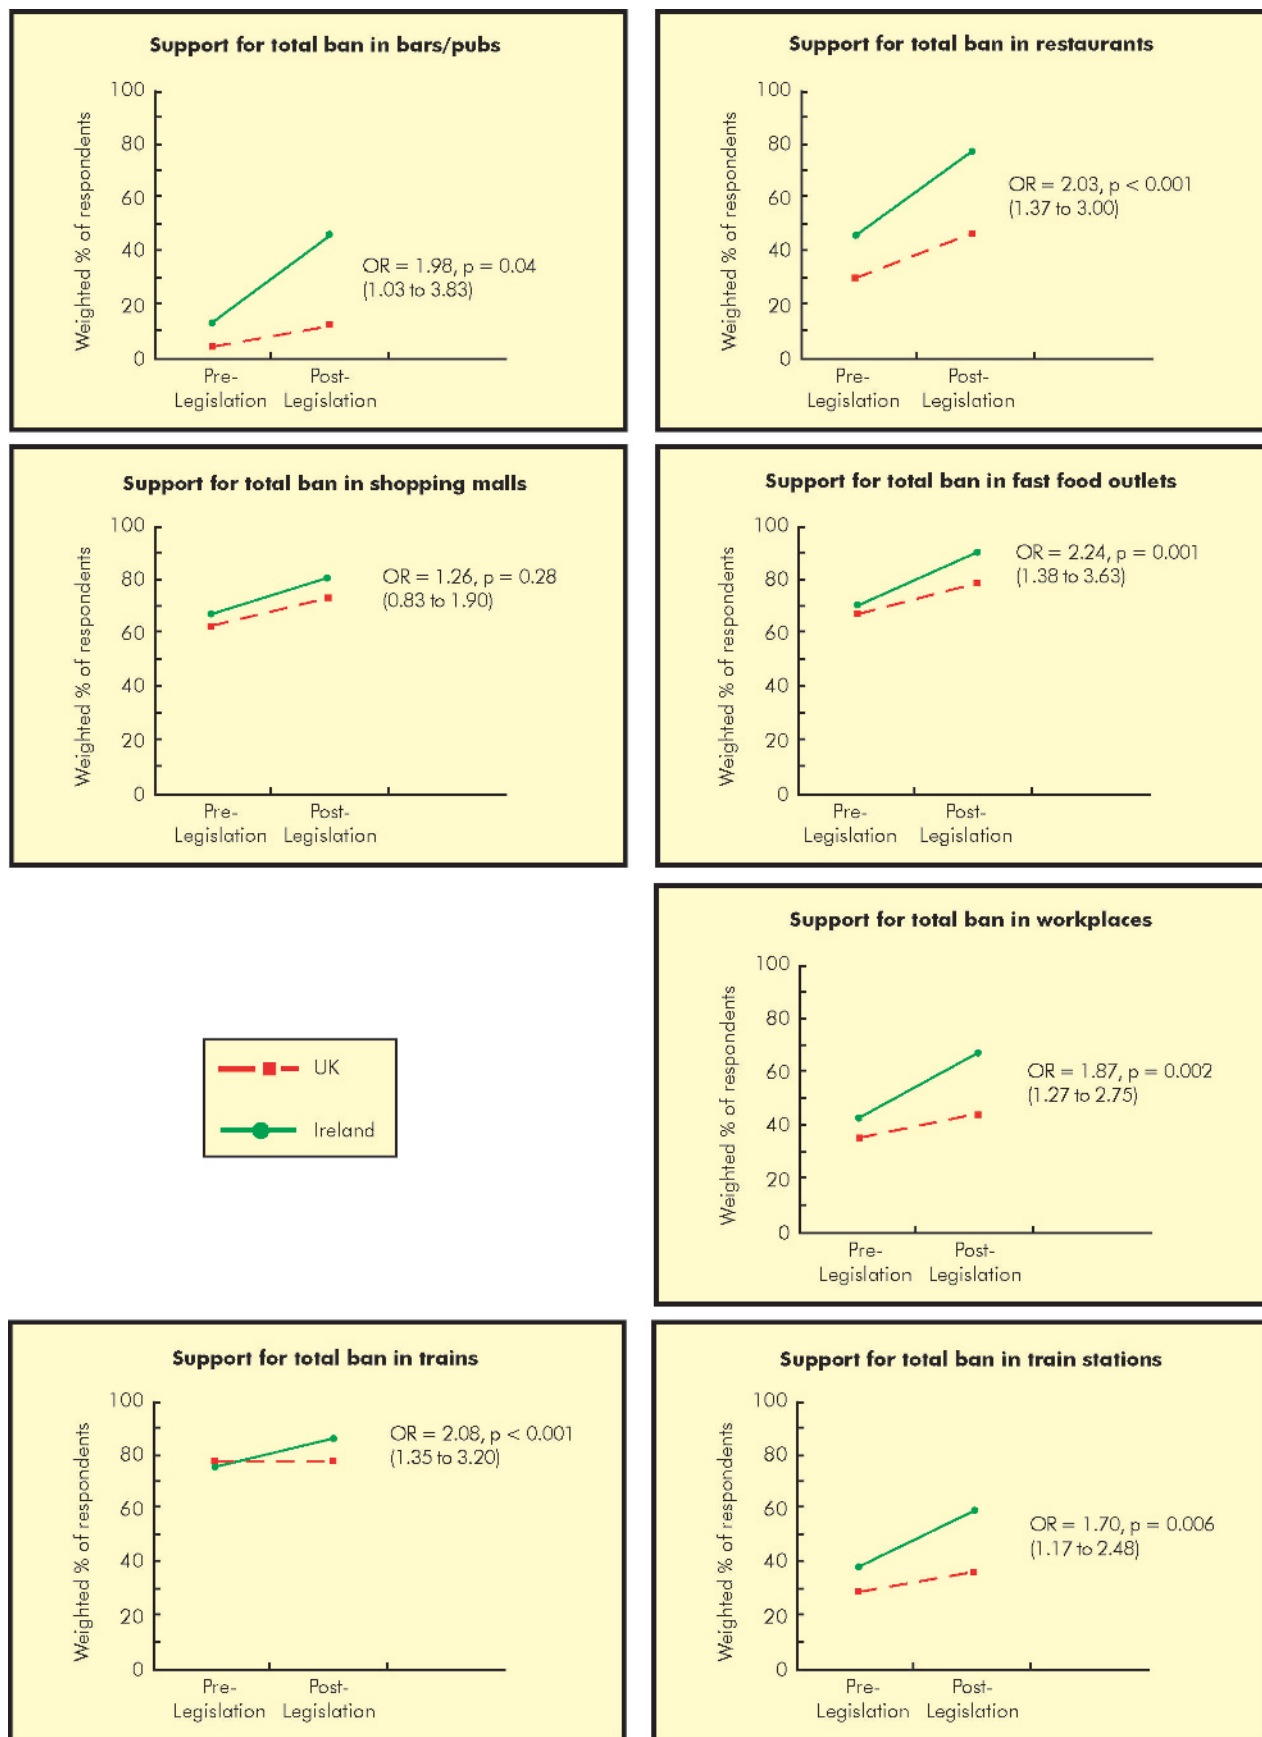 Support for total ban in bars/pubs
Weighted % of respondents
100
80
60
40
20
0
OR = 1.98, p = 0.04
(1.03 to 3.83)
Pre-
Legislation
Post-
Legislation
Support for total ban in restaurants
Weighted % of respondents
100
80
60
40
20
0
OR = 2.03, p < 0.001
(1.37 to 3.00)
Pre-
Legislation
Post-
Legislation
Support for total ban in shopping malls
Weighted % of respondents
100
80
60
40
20
0
OR = 1.26, p = 0.28
(0.83 to 1.90)
Pre-
Legislation
Post-
Legislation
Support for total ban in fast food outlets
Weighted % of respondents
100
80
60
40
20
0
OR = 2.24, p = 0.001
(1.38 to 3.63)
Pre-
Legislation
Post-
Legislation
UK
Ireland
Support for total ban in workplaces
Weighted % of respondents
100
80
60
40
20
0
OR = 1.87, p = 0.002
(1.27 to 2.75)
Pre-
Legislation
Post-
Legislation
Support for total ban in trains
Weighted % of respondents
100
80
60
40
20
0
OR = 2.08, p < 0.001
(1.35 to 3.20)
Pre-
Legislation
Post-
Legislation
Support for total ban in train stations
Weighted % of respondents
100
80
60
40
20
0
OR = 1.70, p = 0.006
(1.17 to 2.48)
Pre-
Legislation
Post-
Legislation